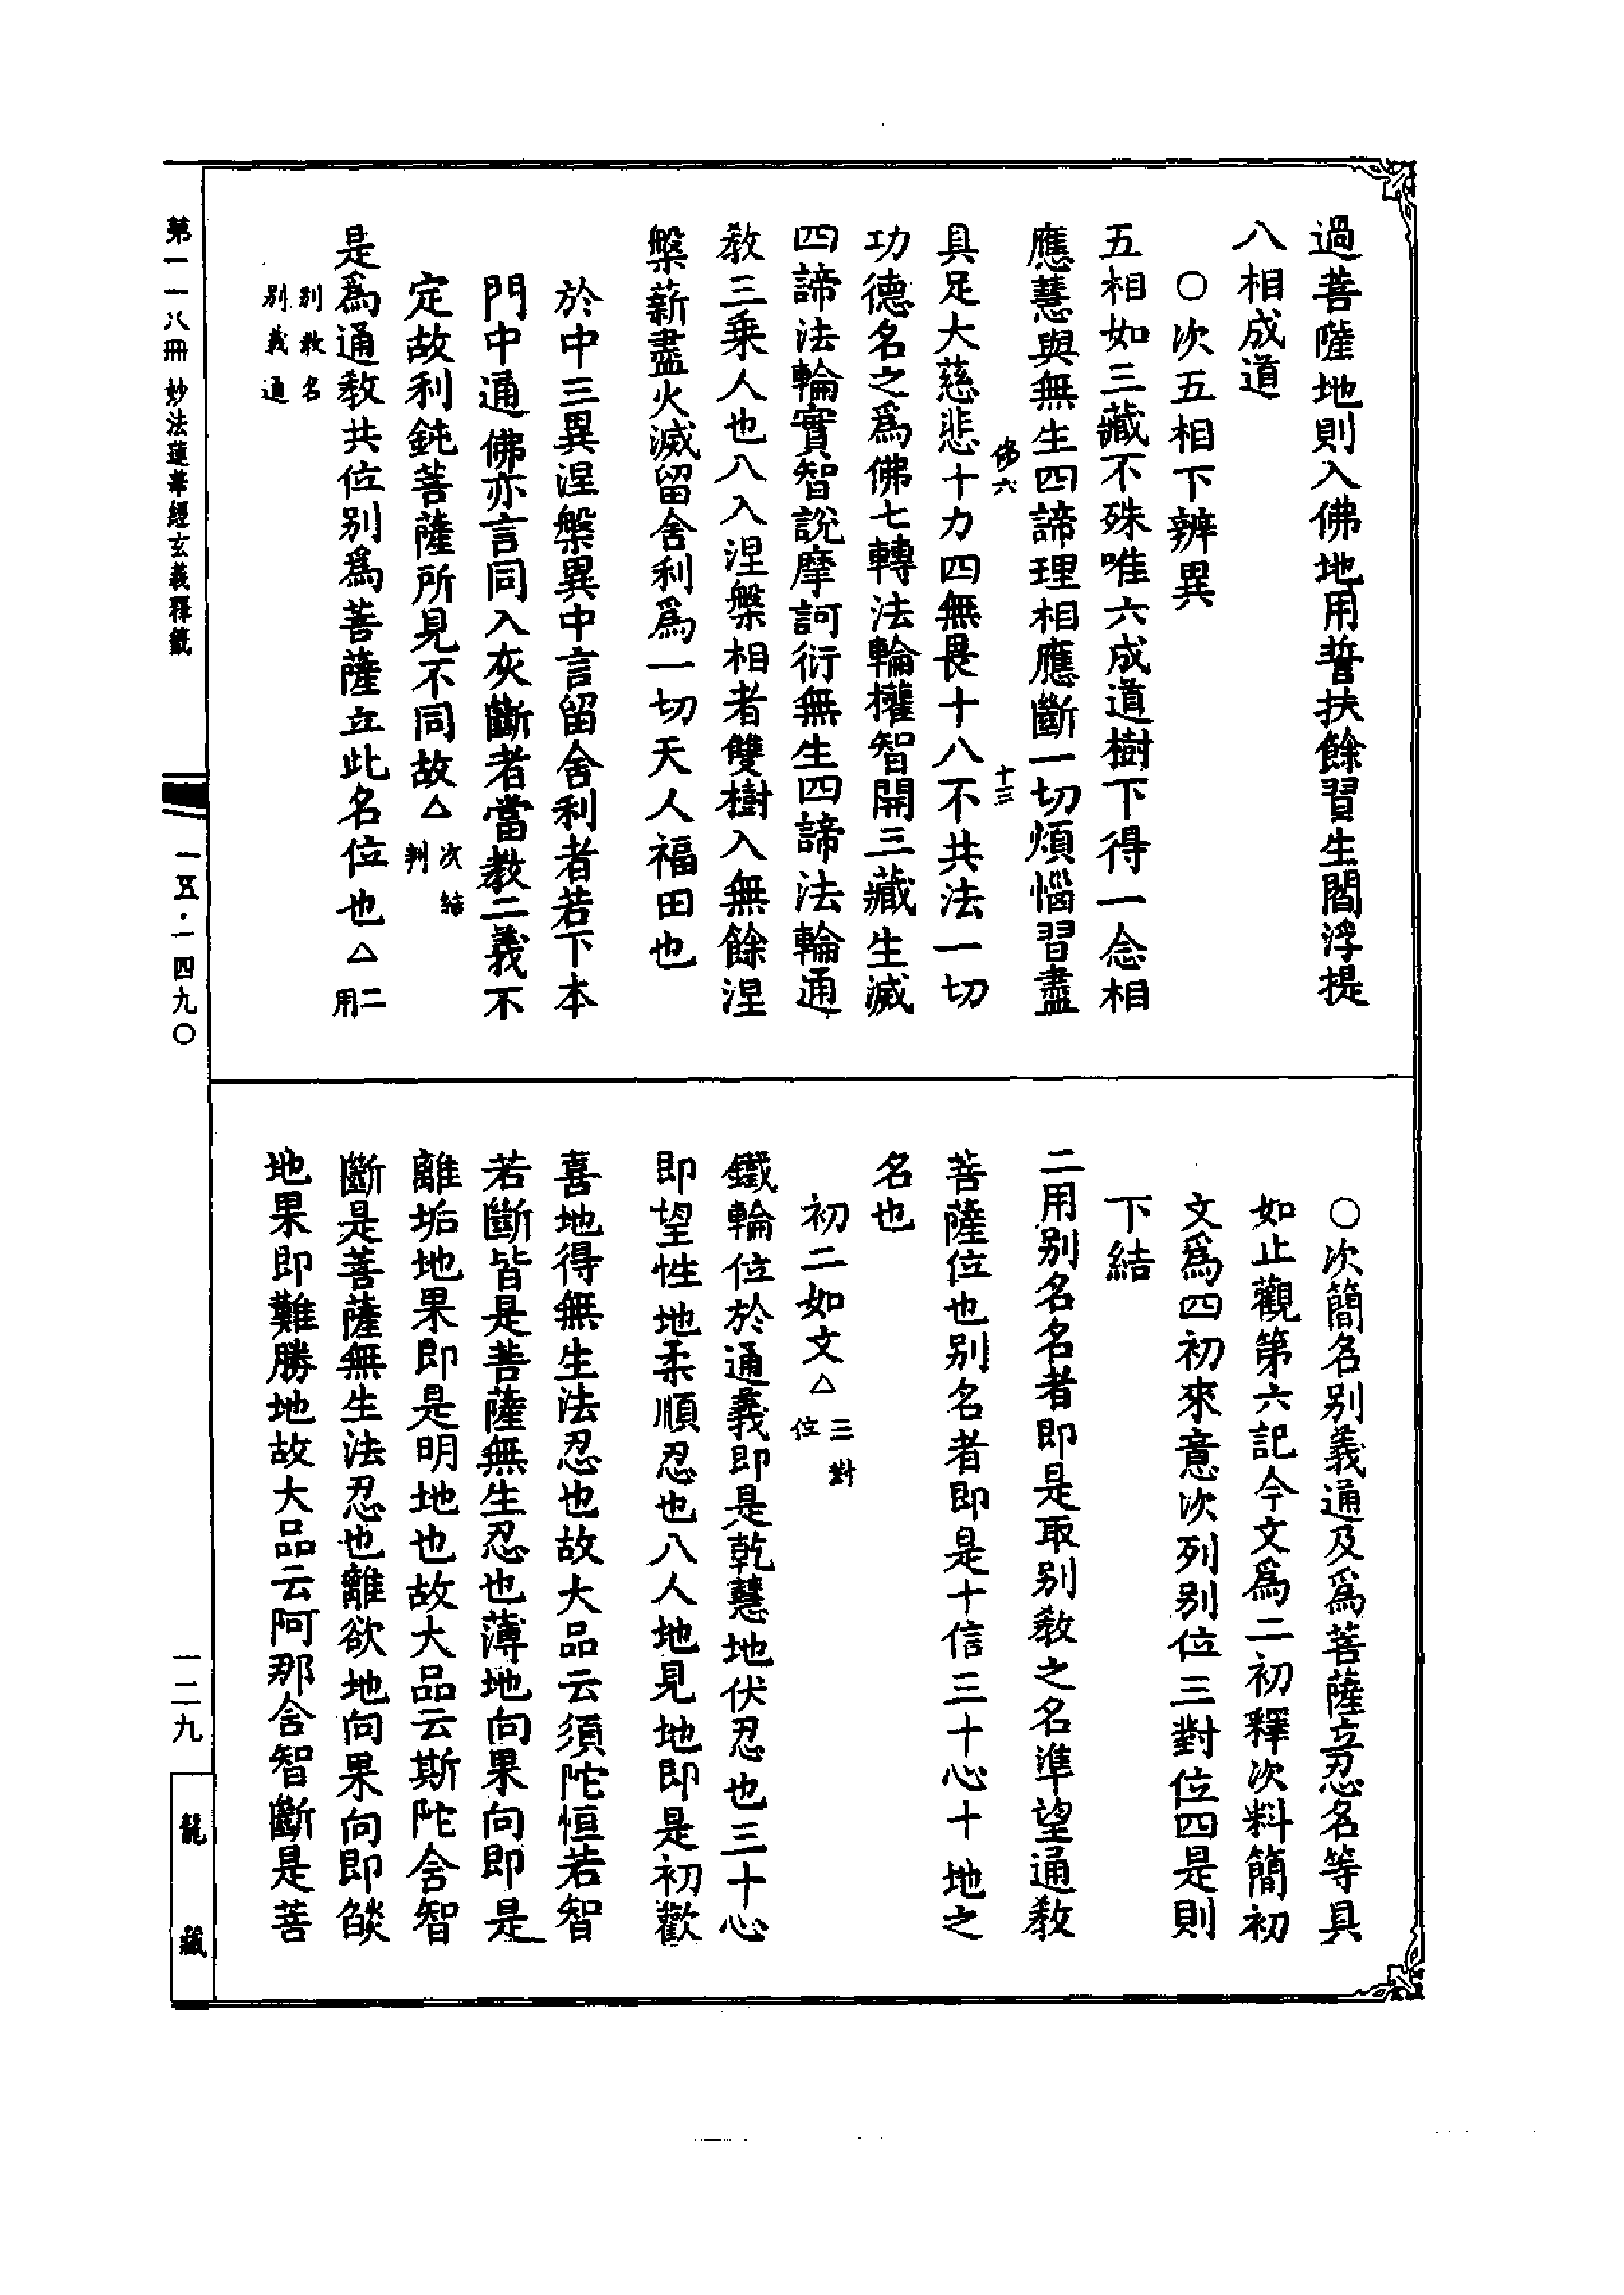 過菩薩地則入佛地用誓扶餘習生閻浮提
八相成道
○次五相下辨異
五相如三藏不殊唯六成道樹下得一念相
應慧與無生四諦理相應斷一切煩惱習盡
佛六
十三
具足大慈悲十力四無畏十八不共法一切
功德名之爲佛七轉法輪權智開三藏生滅
四諦法輪實智說摩訶衍無生四諦法輪通
教三乘人也八入涅槃相者雙樹入無餘涅
槃薪盡火滅留舍利爲一切天人福田也
於中三異涅槃異中言留舍利者若下本
門中通佛亦言同入灰斷者當教二義不
定故利鈍菩薩所見不同故△次結
判
是爲通教共位別爲菩薩立此名位也△二
用
別教名
別義通
○次簡名別義通及爲菩薩立忍名等具
如止觀第六記今文爲二初釋次料簡初
文爲四初來意次列別位三對位四是則
下結
二用別名名者即是取別教之名準望通教
菩薩位也別名者即是十信三十心十地之
名也
初二如文△三對
位
鐵輪位於通義即是乾慧地伏忍也三十心
即望性地柔順忍也八人地見地即是初歡
喜地得無生法忍也故大品云須陀恒若智
若斷皆是菩薩無生忍也薄地向果向即是
離垢地果即是明地也故大品云斯陀含智
斷是菩薩無生法忍也離欲地向果向即燄
地果即難勝地故大品云阿那含智斷是菩
第一一八冊 妙法蓮華經玄義釋籤
一五·一四九〇
一二九
龍藏